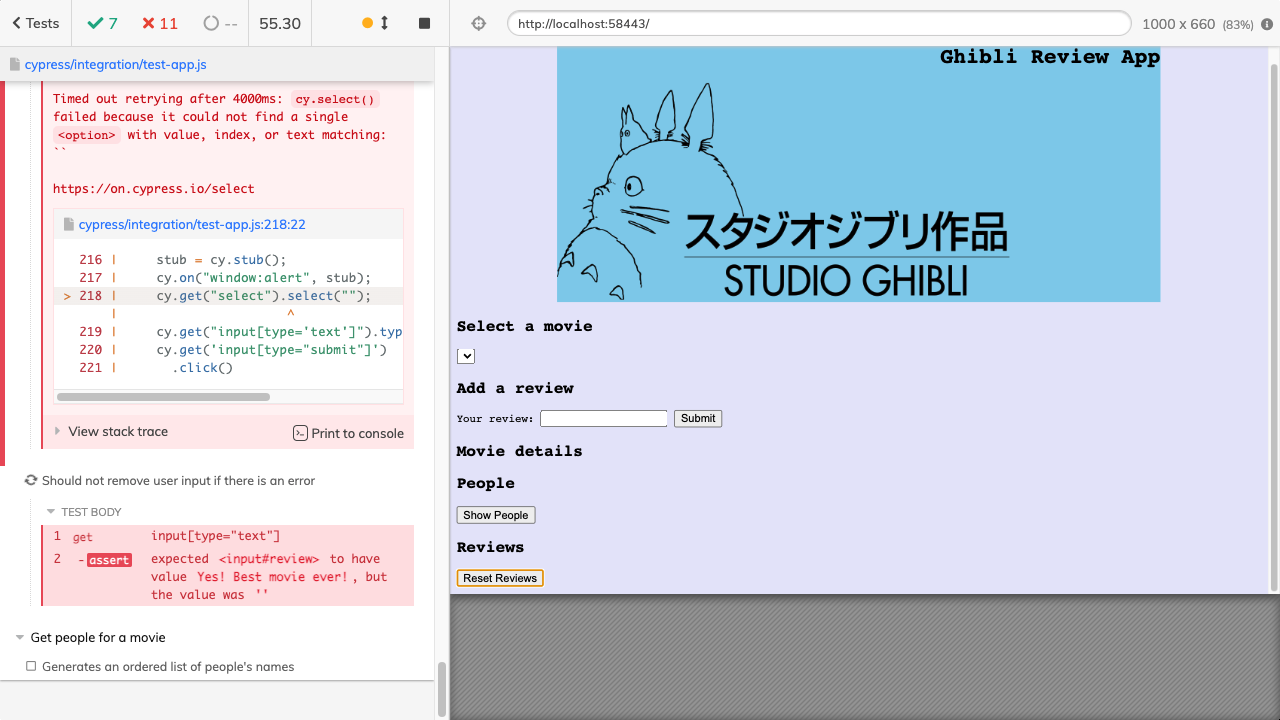 Tests
7
11
--
55.30
http://localhost:58443/
1000 x 660 (83%)
cypress/integration/test-app.js
Timed out retrying after 4000ms: cy.select()
failed because it could not find a single
<option> with value, index, or text matching:
``
https://on.cypress.io/select
cypress/integration/test-app.js:218:22
216 | stub = cy.stub();
217 | cy.on("window:alert", stub);
> 218 | cy.get("select").select("");
| ^
219 | cy.get("input[type='text']").typ
220 | cy.get('input[type="submit"]')
221 | .click()
View stack trace
Print to console
Should not remove user input if there is an error
TEST BODY
1 get input[type="text"]
2 -assert expected <input#review> to have
value Yes! Best movie ever!, but
the value was ''
Get people for a movie
Generates an ordered list of people's names
Ghibli Review App
スタジオジブリ作品
STUDIO GHIBLI
Select a movie
Add a review
Your review:
Submit
Movie details
People
Show People
Reviews
Reset Reviews